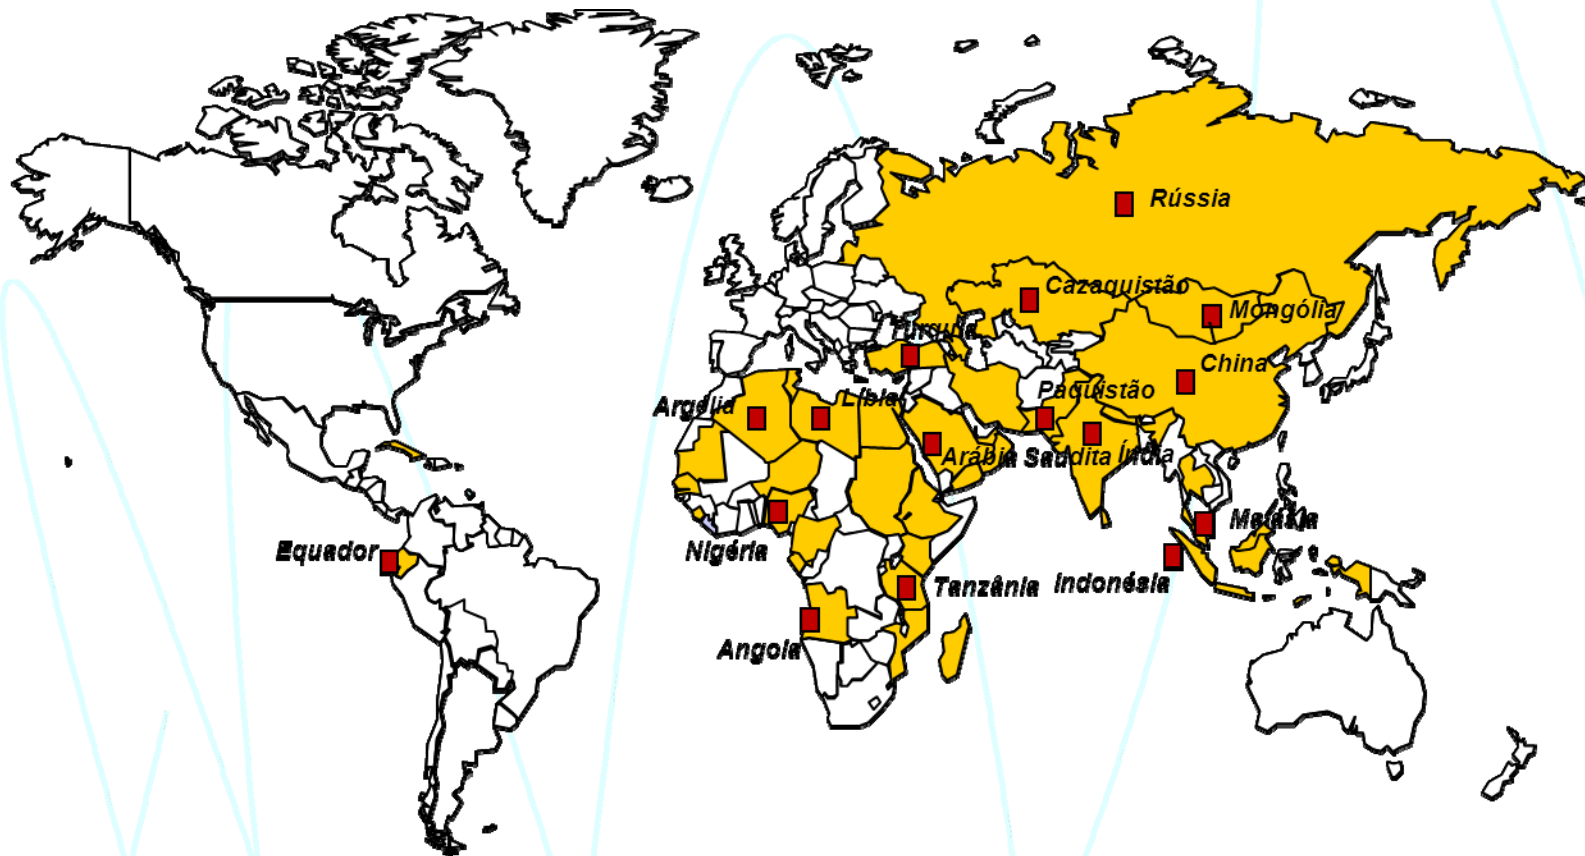 Rússia
Cazaquistão
Mongólia
Turquia
China
Paquistão
Argélia
Líbia
Arábia Saudita
Índia
Malásia
Equador
Nigéria
Tanzânia
Indonésia
Angola